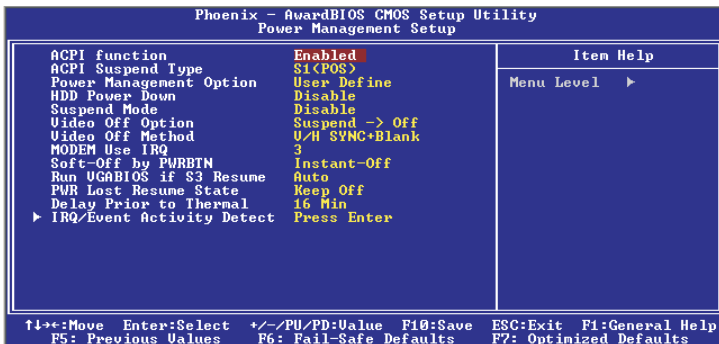 Phoenix - AwardBIOS CMOS Setup Utility
Power Management Setup
ACPI function Enabled
ACPI Suspend Type S1(POS)
Power Management Option User Define
HDD Power Down Disable
Suspend Mode Disable
Video Off Option Suspend -> Off
Video Off Method V/H SYNC+Blank
MODEM Use IRQ 3
Soft-Off by PWRBTN Instant-Off
Run VGABIOS if S3 Resume Auto
PWR Lost Resume State Keep Off
Delay Prior to Thermal 16 Min
▶ IRQ/Event Activity Detect Press Enter
Item Help
Menu Level ▶
↑↓→←:Move Enter:Select +/-/PU/PD:Value F10:Save ESC:Exit F1:General Help
F5: Previous Values F6: Fail-Safe Defaults F7: Optimized Defaults